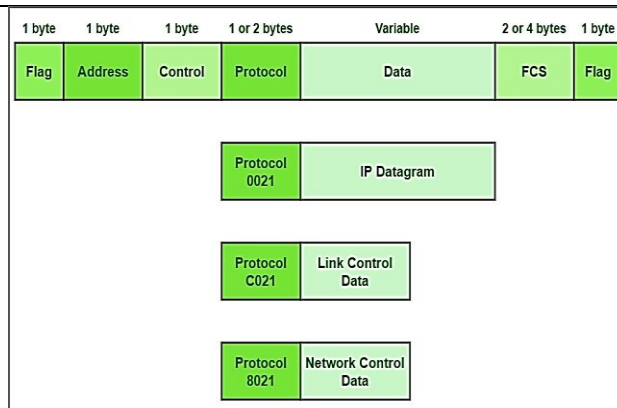 1 byte 1 byte 1 byte 1 or 2 bytes Variable 2 or 4 bytes 1 byte
Flag Address Control Protocol Data FCS Flag
Protocol
0021
IP Datagram
Protocol
C021
Link Control
Data
Protocol
8021
Network Control
Data